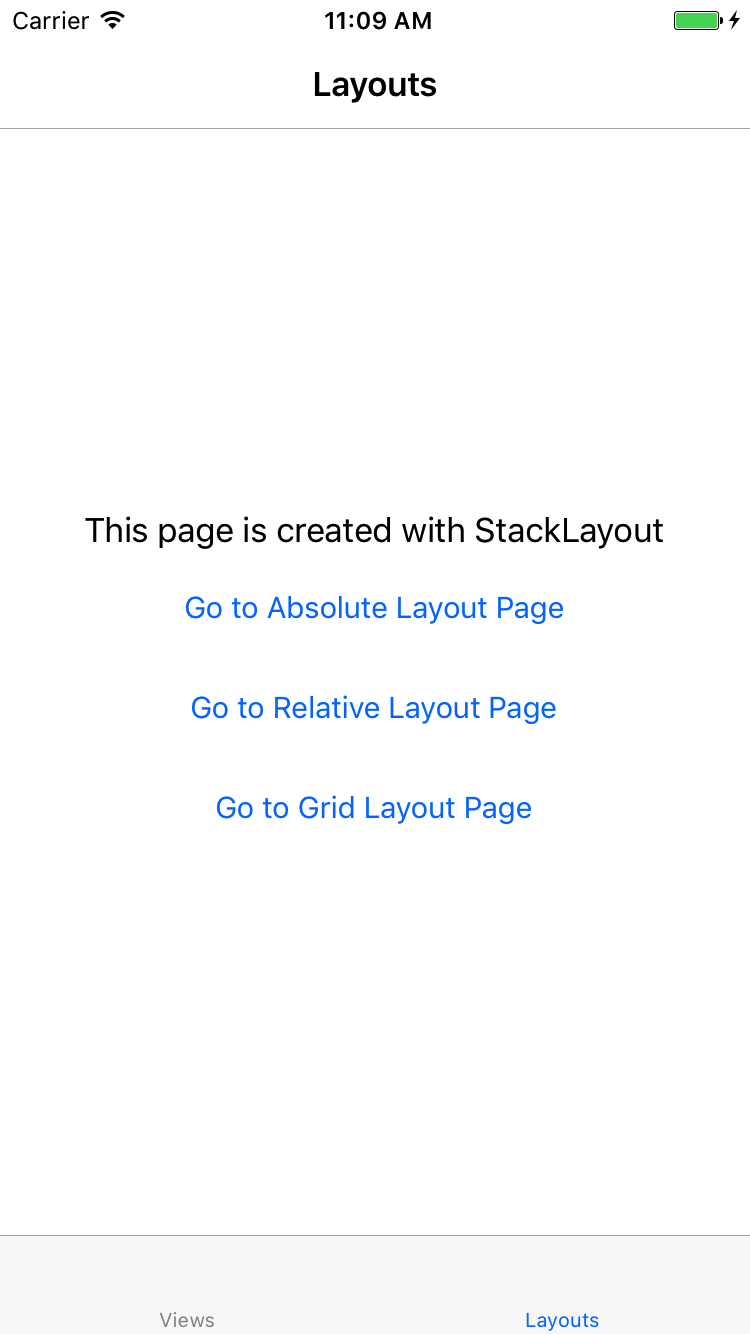 Carrier 11:09 AM
Layouts
This page is created with StackLayout
Go to Absolute Layout Page
Go to Relative Layout Page
Go to Grid Layout Page
Views Layouts